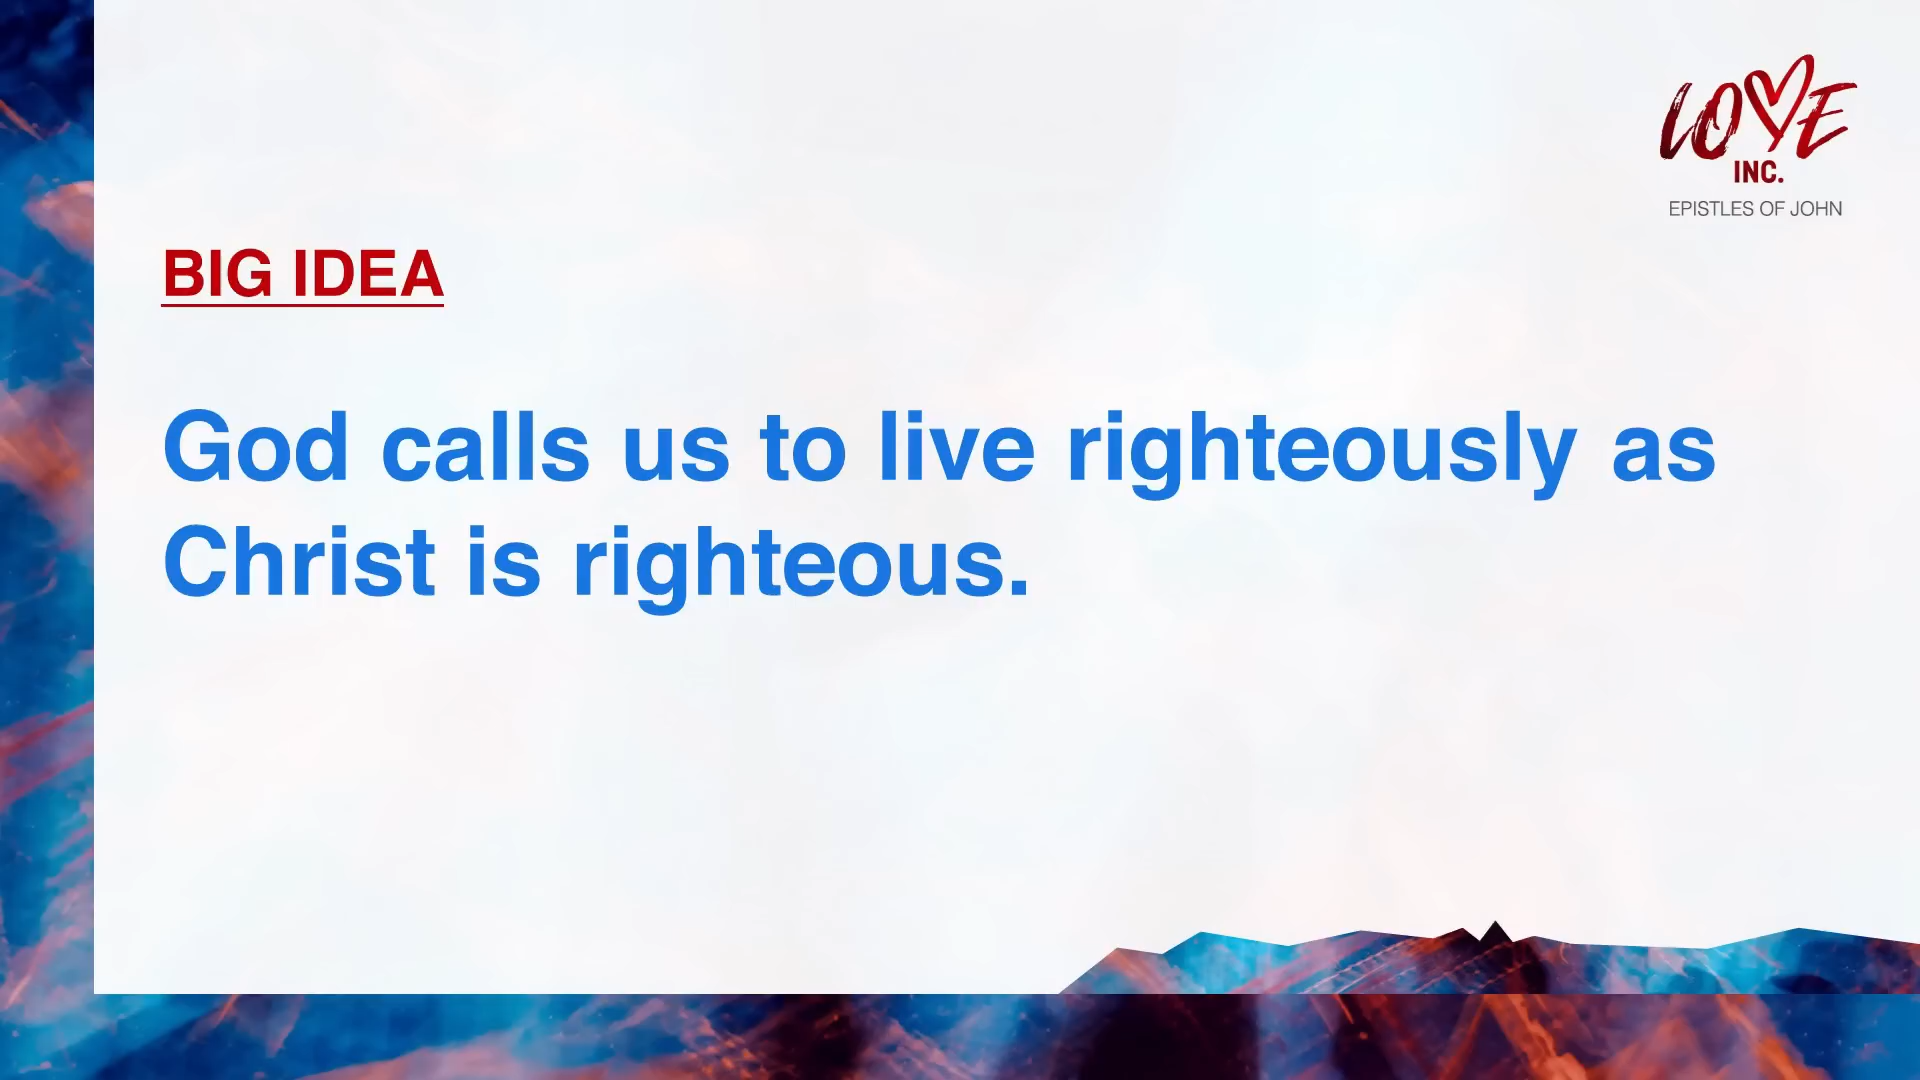 LOVE
INC.
EPISTLES OF JOHN
BIG IDEA
God calls us to live righteously as
Christ is righteous.